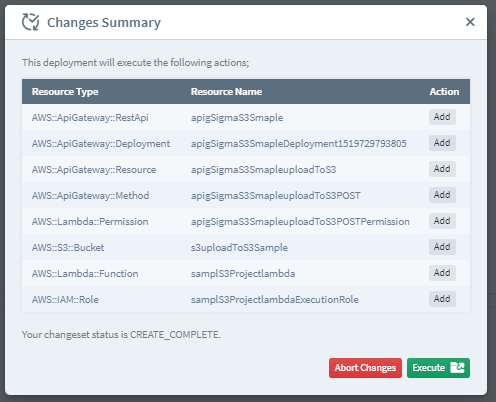 Changes Summary
This deployment will execute the following actions;
Resource Type Resource Name Action
AWS::ApiGateway::RestApi apigSigmaS3Smaple Add
AWS::ApiGateway::Deployment apigSigmaS3SmapleDeployment1519729793805 Add
AWS::ApiGateway::Resource apigSigmaS3SmapleuploadToS3 Add
AWS::ApiGateway::Method apigSigmaS3SmapleuploadToS3POST Add
AWS::Lambda::Permission apigSigmaS3SmapleuploadToS3POSTPermission Add
AWS::S3::Bucket s3uploadToS3Sample Add
AWS::Lambda::Function samplS3Projectlambda Add
AWS::IAM::Role samplS3ProjectlambdaExecutionRole Add
Your changeset status is CREATE_COMPLETE.
Abort Changes Execute